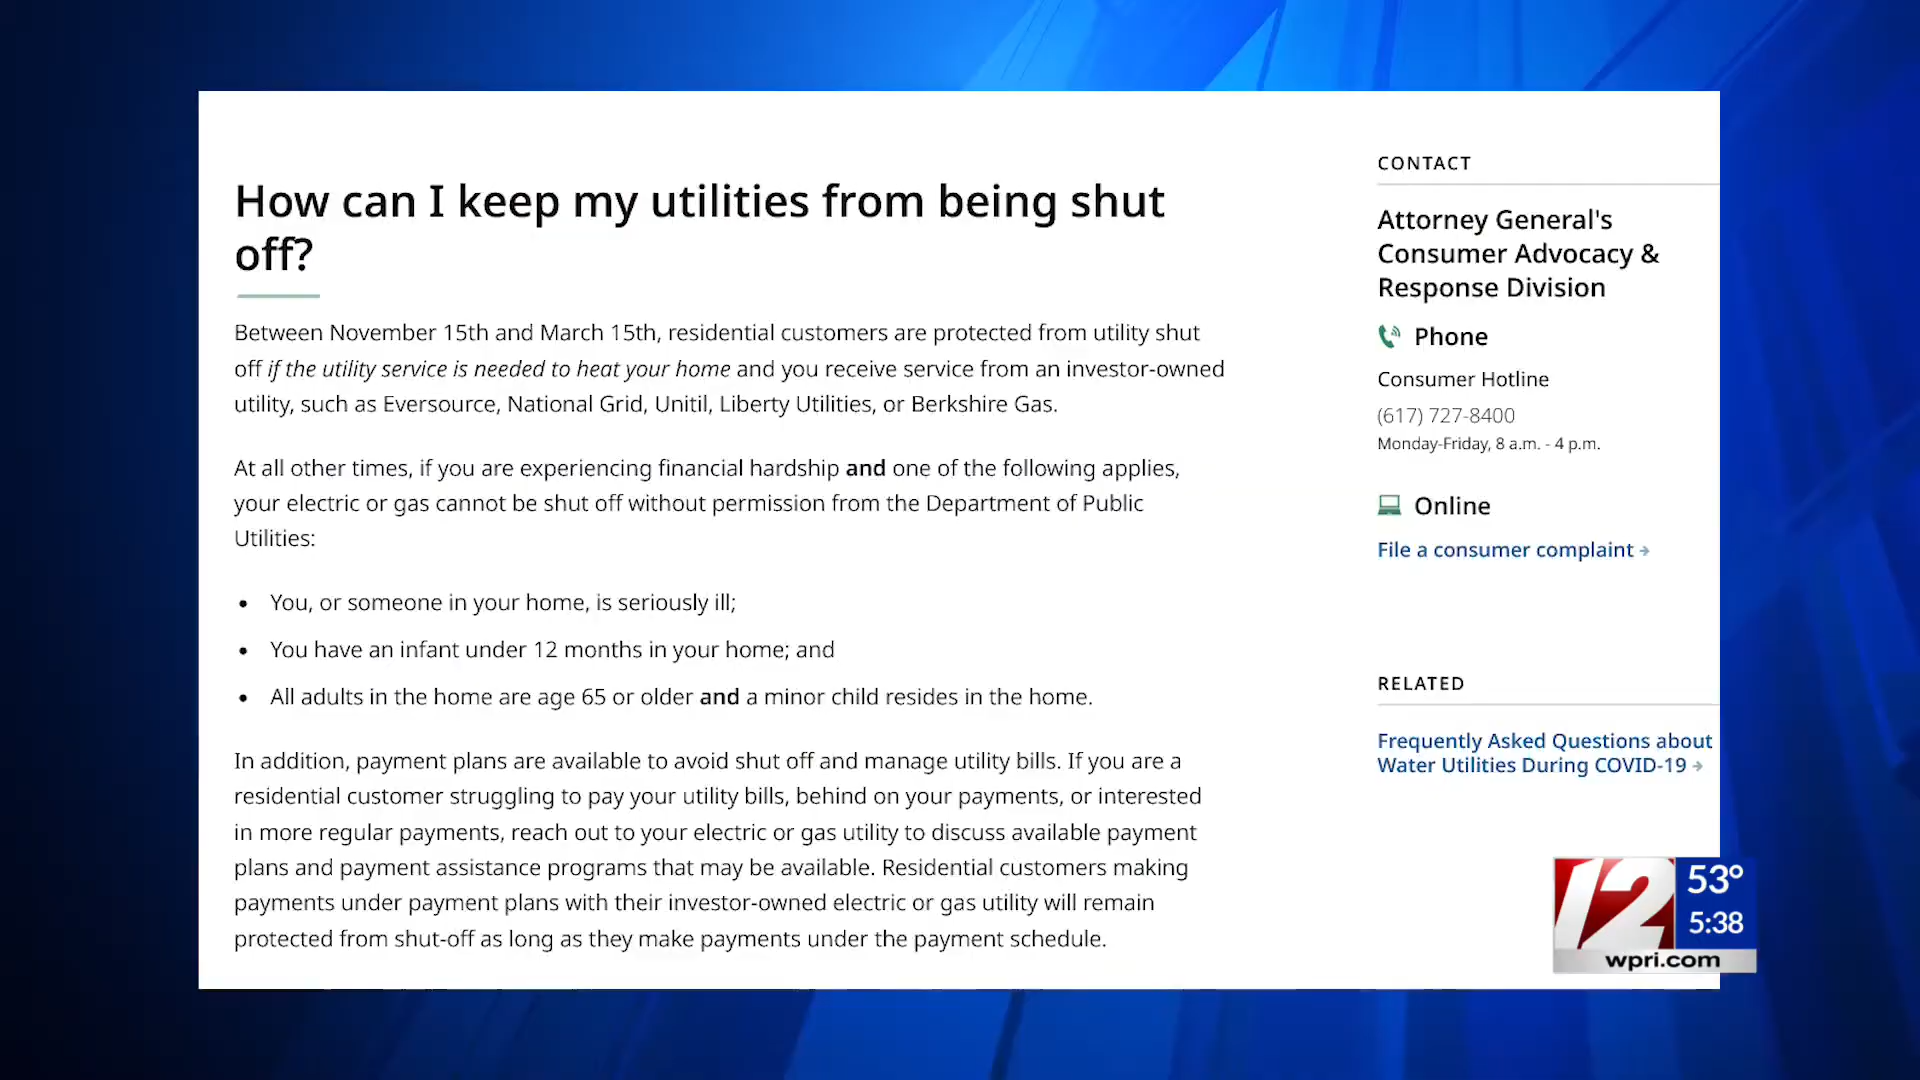 How can I keep my utilities from being shut
off?
Between November 15th and March 15th, residential customers are protected from utility shut
off if the utility service is needed to heat your home and you receive service from an investor-owned
utility, such as Eversource, National Grid, Unitil, Liberty Utilities, or Berkshire Gas.
At all other times, if you are experiencing financial hardship and one of the following applies,
your electric or gas cannot be shut off without permission from the Department of Public
Utilities:
• You, or someone in your home, is seriously ill;
• You have an infant under 12 months in your home; and
• All adults in the home are age 65 or older and a minor child resides in the home.
In addition, payment plans are available to avoid shut off and manage utility bills. If you are a
residential customer struggling to pay your utility bills, behind on your payments, or interested
in more regular payments, reach out to your electric or gas utility to discuss available payment
plans and payment assistance programs that may be available. Residential customers making
payments under payment plans with their investor-owned electric or gas utility will remain
protected from shut-off as long as they make payments under the payment schedule.
CONTACT
Attorney General's
Consumer Advocacy &
Response Division
Phone
Consumer Hotline
(617) 727-8400
Monday-Friday, 8 a.m. - 4 p.m.
Online
File a consumer complaint →
RELATED
Frequently Asked Questions about
Water Utilities During COVID-19 →
12
53°
5:38
wpri.com